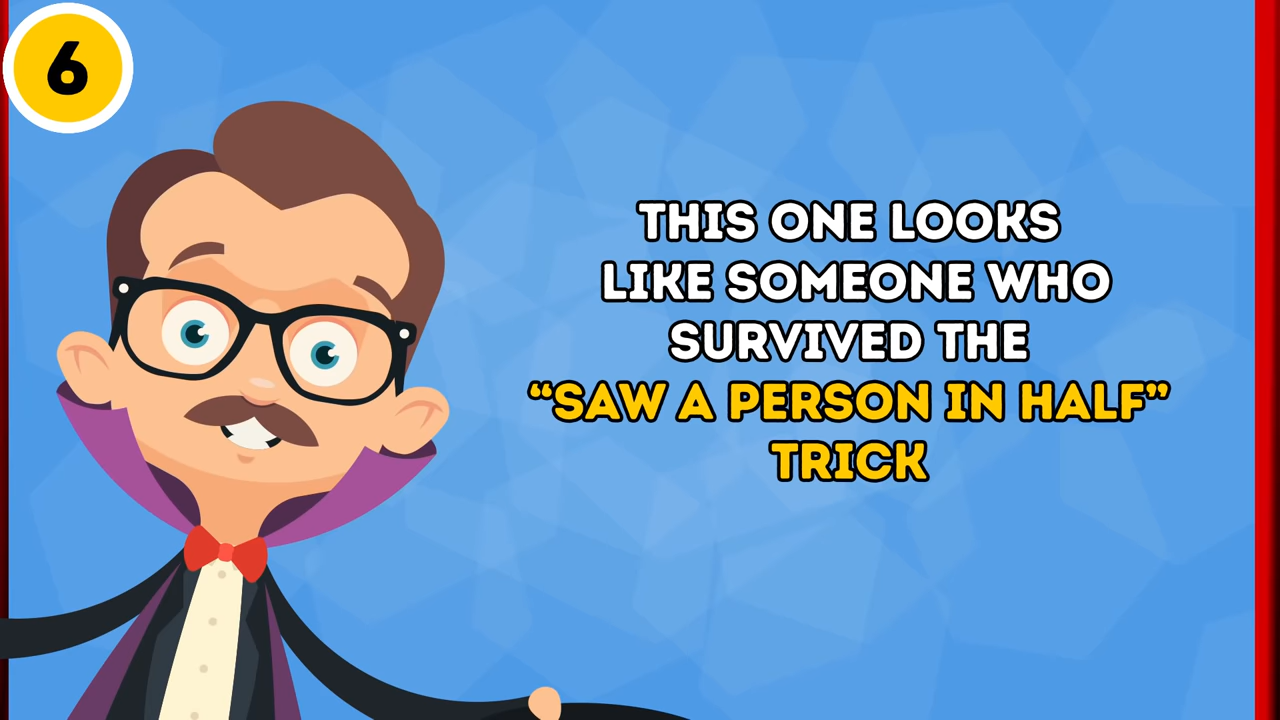 6
THIS ONE LOOKS
LIKE SOMEONE WHO
SURVIVED THE
“SAW A PERSON IN HALF”
TRICK